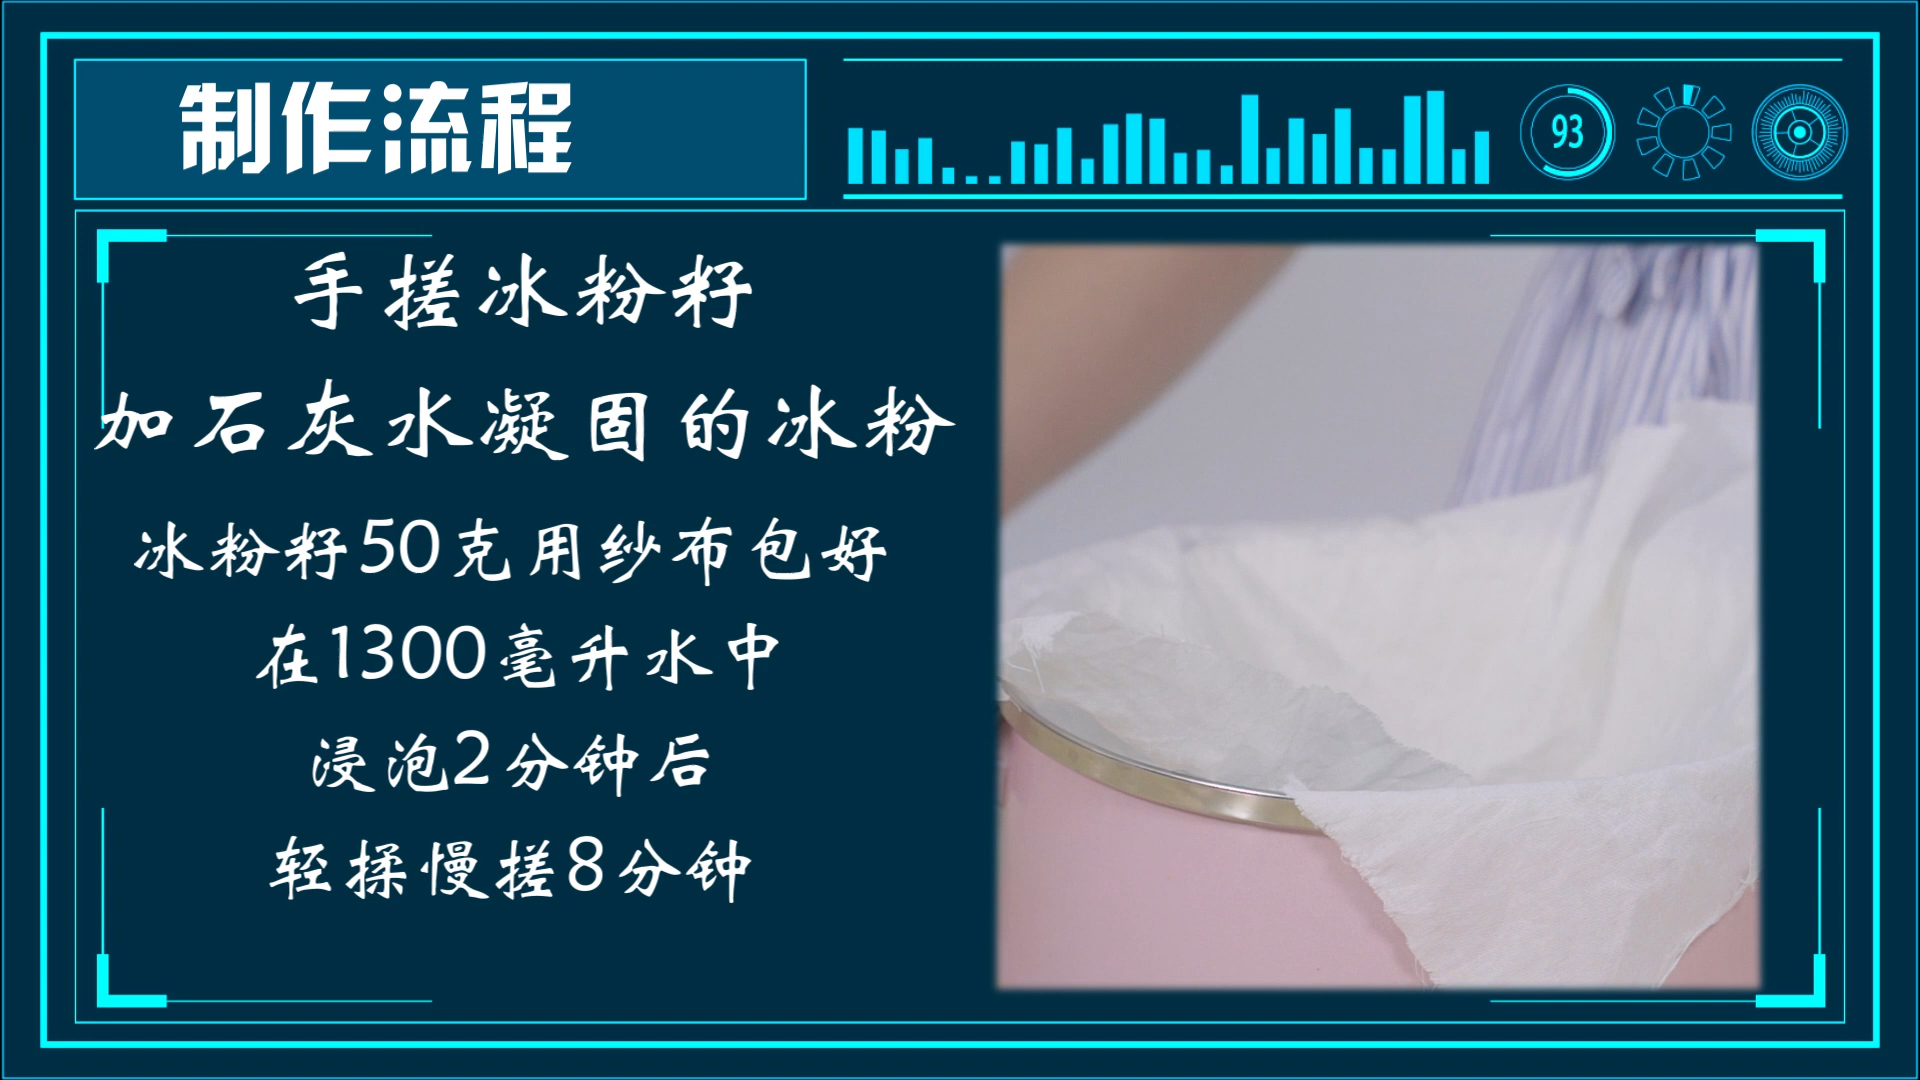 制作流程
93
手搓冰粉籽
加石灰水凝固的冰粉
冰粉籽50克用纱布包好
在1300毫升水中
浸泡2分钟后
轻揉慢搓8分钟